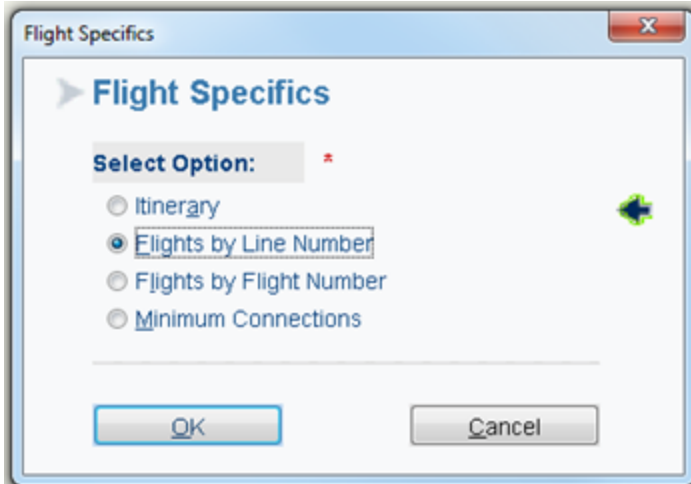 Flight Specifics
Flight Specifics
Select Option: *
Itinerary
Flights by Line Number
Flights by Flight Number
Minimum Connections
OK
Cancel